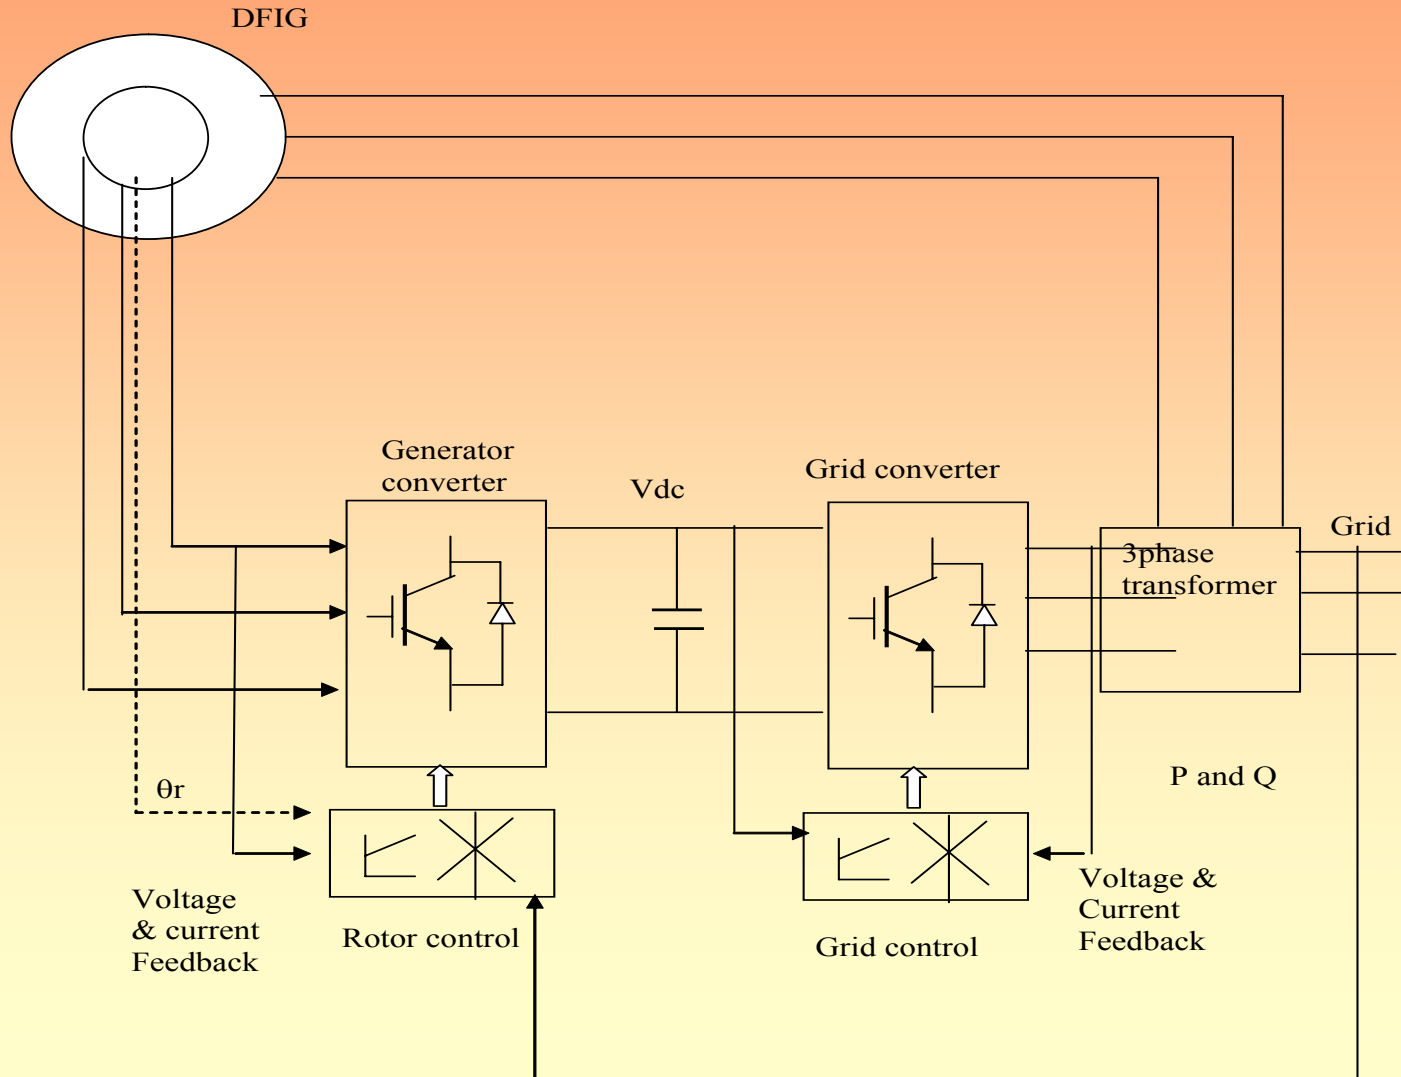 DFIG
Generator
converter
Vdc
Grid converter
Grid
3phase
transformer
θr
P and Q
Voltage
& current
Feedback
Rotor control
Grid control
Voltage &
Current
Feedback